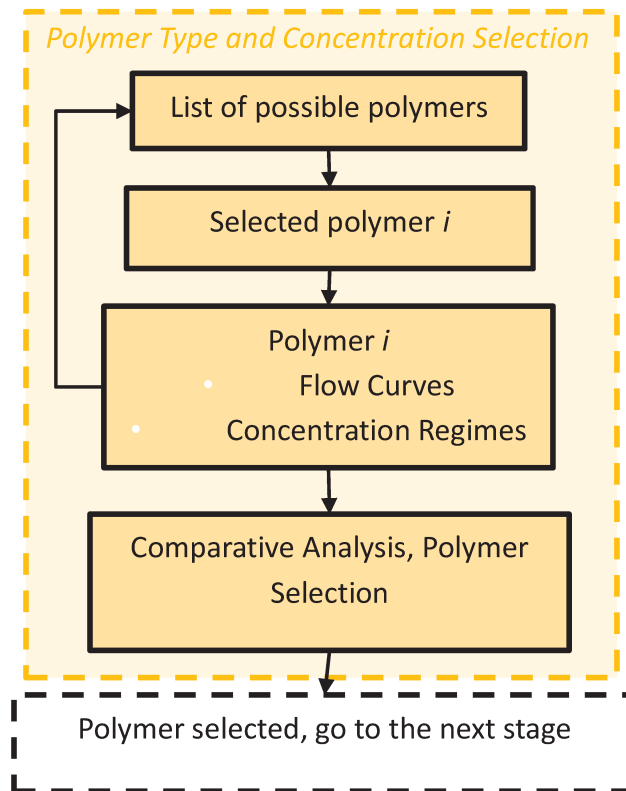 Polymer Type and Concentration Selection
List of possible polymers
Selected polymer i
Polymer i
• Flow Curves
• Concentration Regimes
Comparative Analysis, Polymer
Selection
Polymer selected, go to the next stage